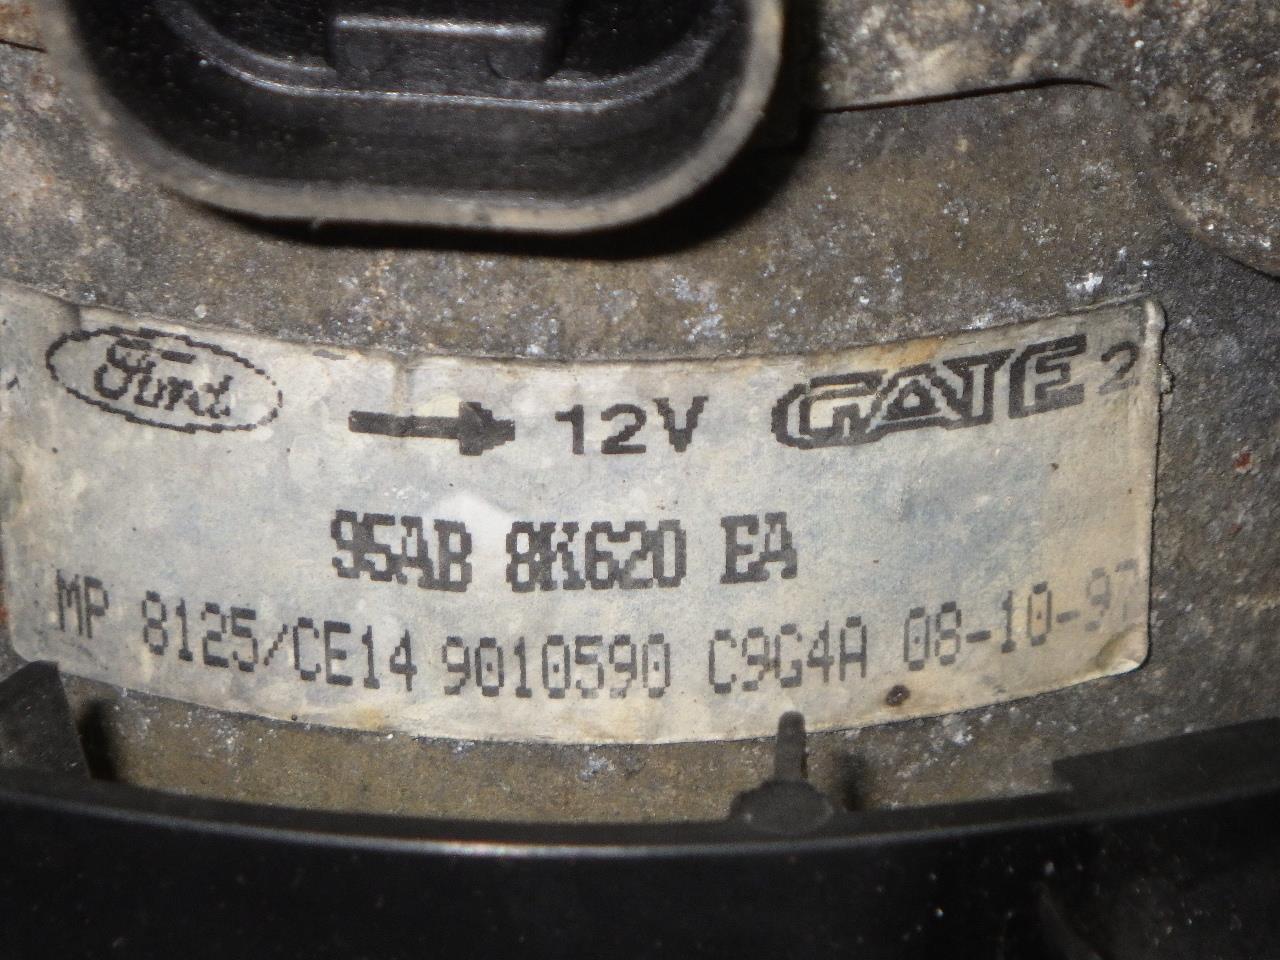 Ford → 12V GATE 2
95AB 8K620 EA
MP 8125/CE14 9010590 C9G4A 08-10-97